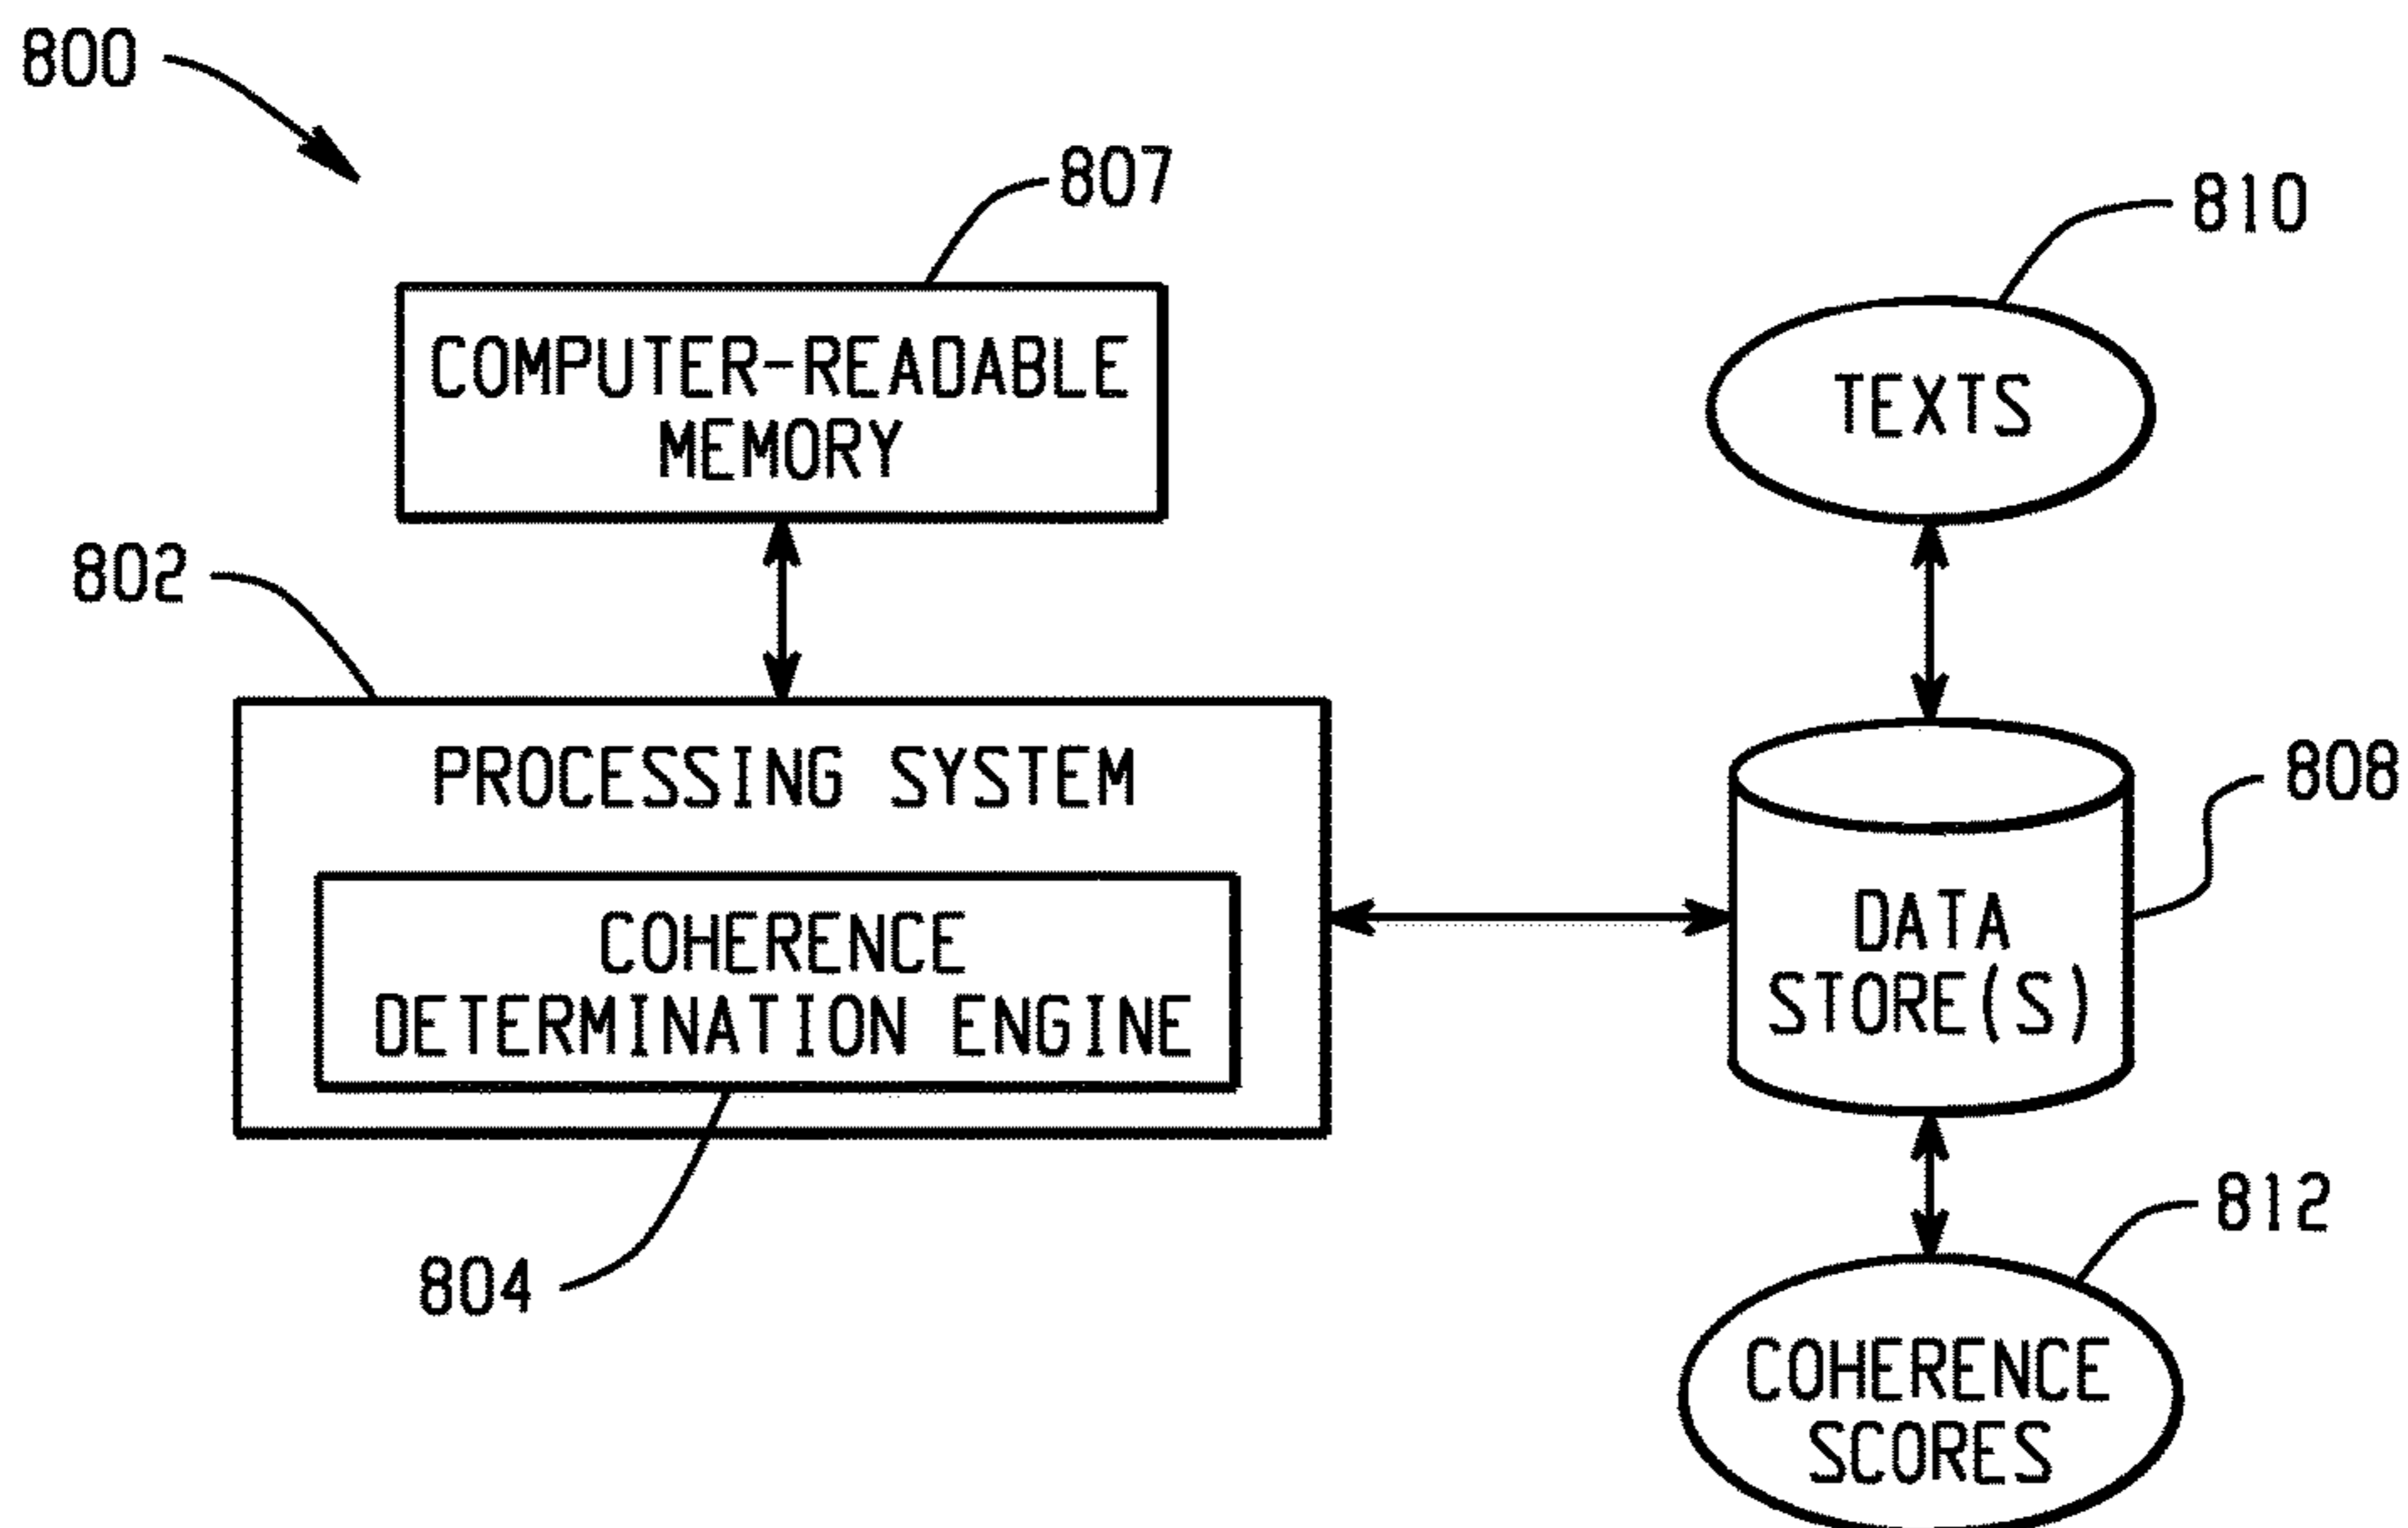 800
807
COMPUTER-READABLE
MEMORY
810
TEXTS
802
PROCESSING SYSTEM
COHERENCE
DETERMINATION ENGINE
804
808
DATA
STORE(S)
812
COHERENCE
SCORES